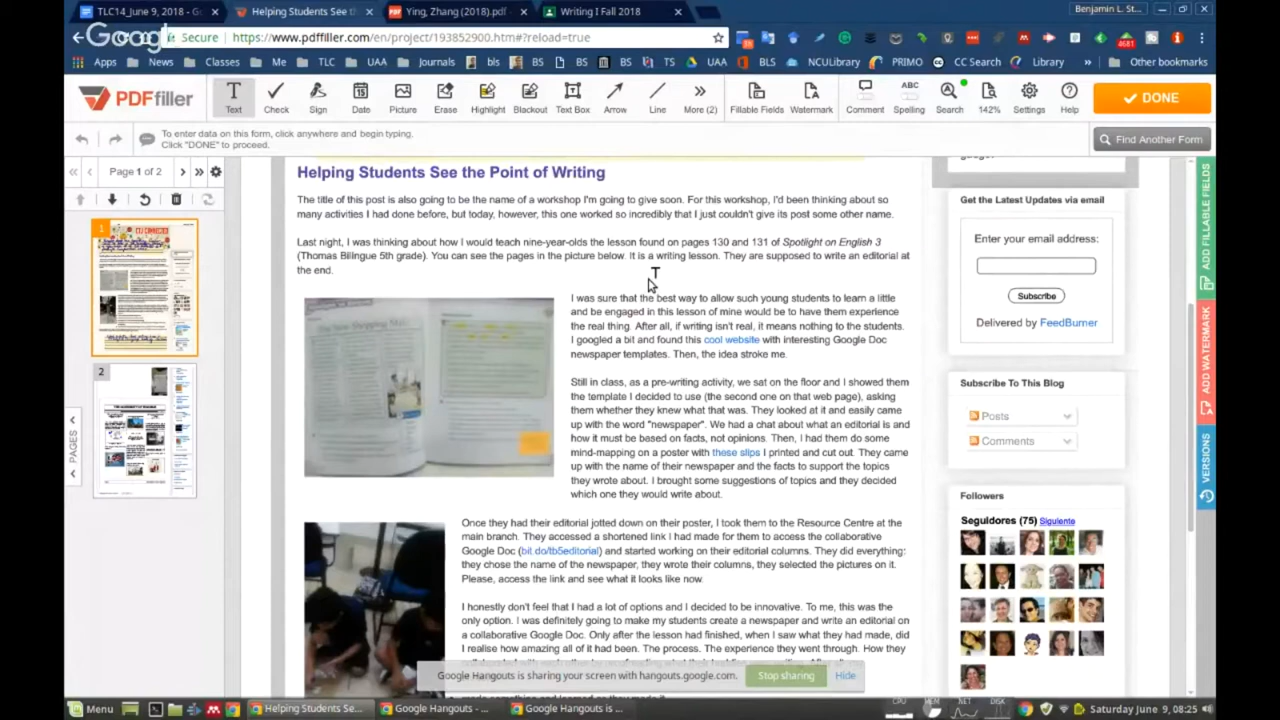 TLC14_June 9, 2018 - G
Helping Students See th
Ying, Zhang (2018).pdf -
Writing I Fall 2018
Benjamin L. St...
Secure
https://www.pdffiller.com/en/project/193852900.htm#?reload=true
4681
Apps
News
Classes
Me
TLC
UAA
Journals
bls
BS
BS
BS
TS
UAA
BLS
NCULibrary
PRIMO
CC Search
Library
»
Other bookmarks
PDFfiller
Text
Check
Sign
Date
Picture
Erase
Highlight
Blackout
Text Box
Arrow
Line
More (2)
Fillable Fields
Watermark
Comment
ABC
Spelling
Search
142%
Settings
Help
DONE
To enter data on this form, click anywhere and begin typing.
Click "DONE" to proceed.
Find Another Form
Page 1 of 2
1
2
PAGES
Helping Students See the Point of Writing
The title of this post is also going to be the name of a workshop I'm going to give soon. For this workshop, I'd been thinking about so
many activities I had done before, but today, however, this one worked so incredibly that I just couldn't give its post some other name.
Last night, I was thinking about how I would teach nine-year-olds the lesson found on pages 130 and 131 of Spotlight on English 3
(Thomas Bilingue 5th grade). You can see the pages in the picture below. It is a writing lesson. They are supposed to write an editorial at
the end.
I was sure that the best way to allow such young students to learn a little
and be engaged in this lesson of mine would be to have them experience
the real thing. After all, if writing isn't real, it means nothing to the students.
I googled a bit and found this cool website with interesting Google Doc
newspaper templates. Then, the idea stroke me.
Still in class, as a pre-writing activity, we sat on the floor and I showed them
the template I decided to use (the second one on that web page), asking
them whether they knew what that was. They looked at it and easily came
up with the word "newspaper". We had a chat about what an editorial is and
how it must be based on facts, not opinions. Then, I had them do some
mind-mapping on a poster with these slips I printed and cut out. They came
up with the name of their newspaper and the facts to support the topics
they wrote about. I brought some suggestions of topics and they decided
which one they would write about.
Once they had their editorial jotted down on their poster, I took them to the Resource Centre at the
main branch. They accessed a shortened link I had made for them to access the collaborative
Google Doc (bit.do/tb5editorial) and started working on their editorial columns. They did everything:
they chose the name of the newspaper, they wrote their columns, they selected the pictures on it.
Please, access the link and see what it looks like now.
I honestly don't feel that I had a lot of options and I decided to be innovative. To me, this was the
only option. I was definitely going to make my students create a newspaper and write an editorial on
a collaborative Google Doc. Only after the lesson had finished, when I saw what they had made, did
I realise how amazing all of it had been. The process. The experience they went through. How they
Get the Latest Updates via email
Enter your email address:
Subscribe
Delivered by FeedBurner
Subscribe To This Blog
Posts
Comments
Followers
Seguidores (75) Siguiente
ADD FILLABLE FIELDS
ADD WATERMARK
VERSIONS
Google Hangouts is sharing your screen with hangouts.google.com.
Stop sharing
Hide
Menu
Helping Students Se...
Google Hangouts - ...
Google Hangouts is ...
CPU
MEM
NET
DISK
Saturday June 9, 08:25